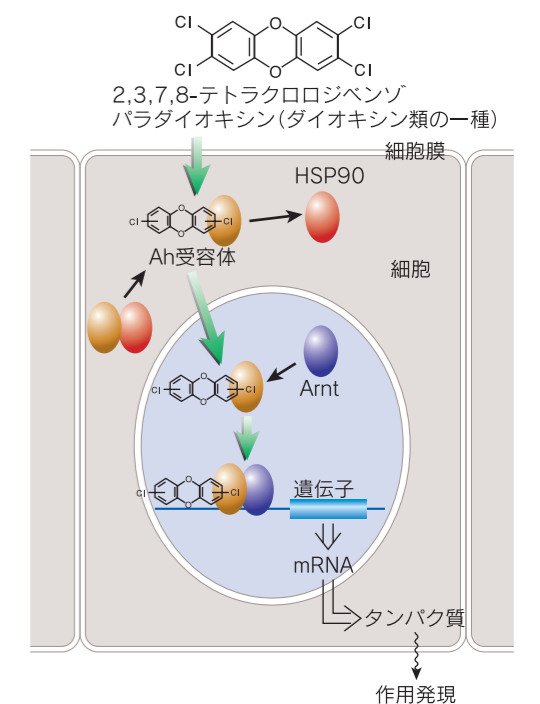 Cl
O
Cl
Cl
O
Cl
2,3,7,8-テトラクロロジベンゾ
パラダイオキシン(ダイオキシン類の一種)
細胞膜
HSP90
Cl
O
O
Cl
Ah受容体
細胞
Cl
O
O
Cl
Arnt
Cl
O
O
Cl
遺伝子
mRNA
タンパク質
作用発現